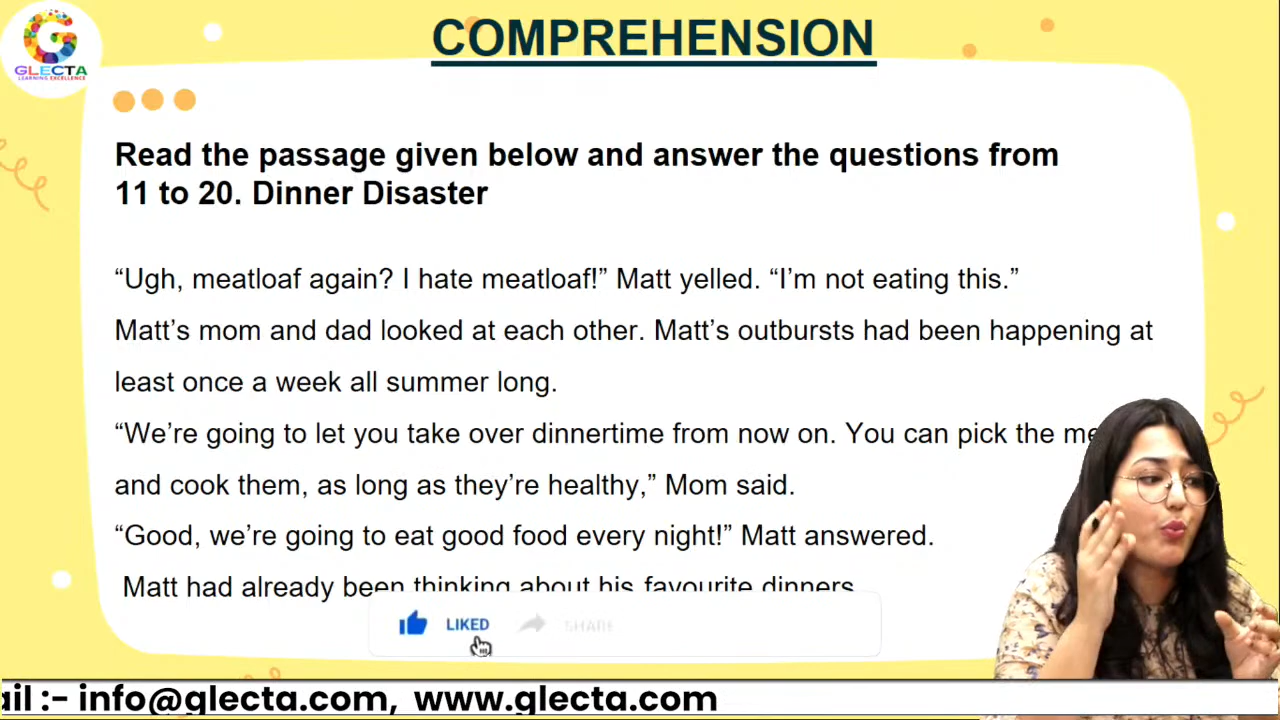 COMPREHENSION
GLECTA
LEARNING EXCELLENCE
Read the passage given below and answer the questions from
11 to 20. Dinner Disaster
“Ugh, meatloaf again? I hate meatloaf!” Matt yelled. “I’m not eating this.”
Matt’s mom and dad looked at each other. Matt’s outbursts had been happening at
least once a week all summer long.
“We’re going to let you take over dinnertime from now on. You can pick the
and cook them, as long as they’re healthy,” Mom said.
“Good, we’re going to eat good food every night!” Matt answered.
Matt had already been thinking about his favourite dinners.
LIKED SHARE
ail :- info@glecta.com, www.glecta.com